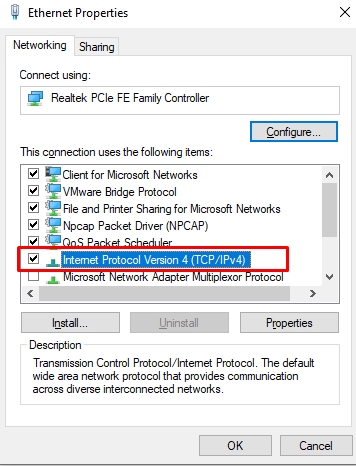 Ethernet Properties
Networking
Sharing
Connect using:
Realtek PCIe FE Family Controller
Configure...
This connection uses the following items:
Client for Microsoft Networks
VMware Bridge Protocol
File and Printer Sharing for Microsoft Networks
Npcap Packet Driver (NPCAP)
QoS Packet Scheduler
Internet Protocol Version 4 (TCP/IPv4)
Microsoft Network Adapter Multiplexor Protocol
Install...
Uninstall
Properties
Description
Transmission Control Protocol/Internet Protocol. The default
wide area network protocol that provides communication
across diverse interconnected networks.
OK
Cancel